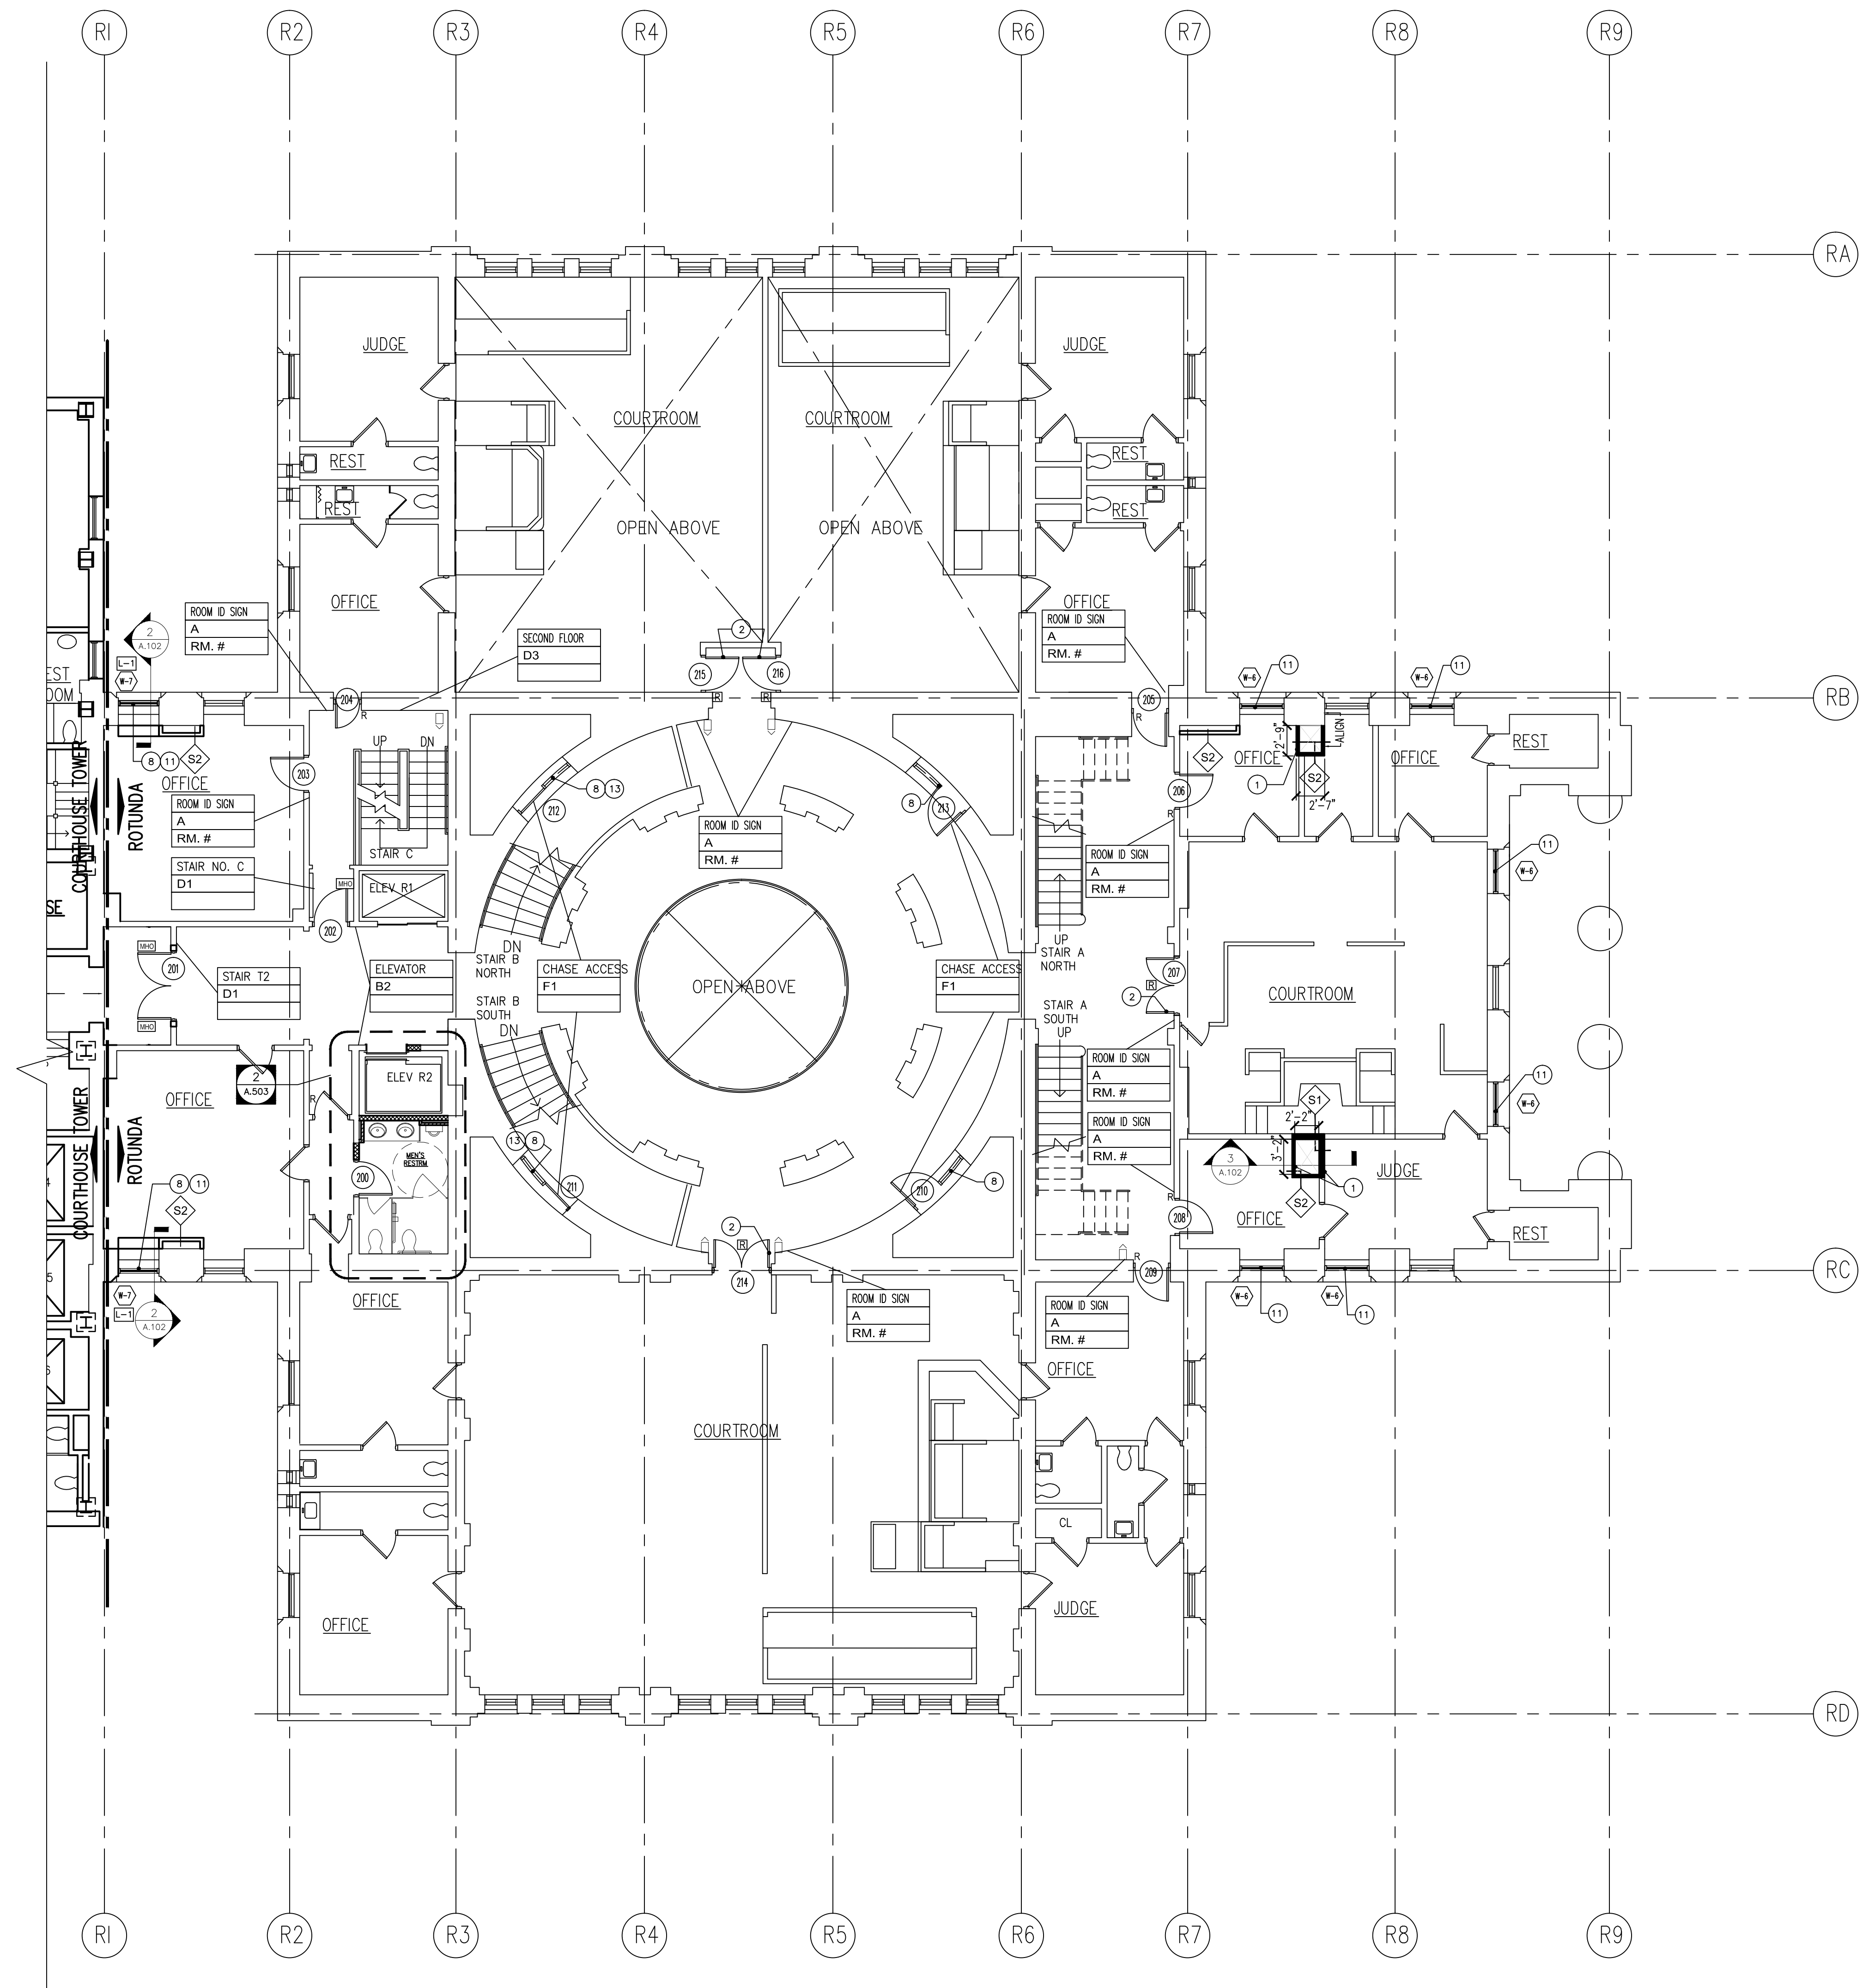 R1
R2
R3
R4
R5
R6
R7
R8
R9
RA
JUDGE
JUDGE
COURTROOM
COURTROOM
REST
REST
REST
REST
OPEN ABOVE
OPEN ABOVE
OFFICE
OFFICE
ROOM ID SIGN
A
RM. #
2
A.102
L-1
W-7
SECOND FLOOR
D3
2
215
216
R
R
ROOM ID SIGN
A
RM. #
W-6
11
W-6
11
204
R
205
R
RB
8
11
S2
OFFICE
203
UP
DN
STAIR C
212
8
13
8
213
S2
OFFICE
2'-9"
ALIGN
1
S2
2'-7"
OFFICE
REST
206
R
COURTHOUSE TOWER
ROTUNDA
ROOM ID SIGN
A
RM. #
STAIR NO. C
D1
ROOM ID SIGN
A
RM. #
ROOM ID SIGN
A
RM. #
11
W-6
MHO
ELEV R1
202
MHO
201
MHO
STAIR T2
D1
ELEVATOR
B2
DN
STAIR B
NORTH
STAIR B
SOUTH
DN
CHASE ACCESS
F1
OPEN ABOVE
CHASE ACCESS
F1
UP
STAIR A
NORTH
STAIR A
SOUTH
UP
207
R
2
COURTROOM
2
A.503
ELEV R2
OFFICE
R
ROOM ID SIGN
A
RM. #
ROOM ID SIGN
A
RM. #
R
11
W-6
S1
2'-2"
3'-2"
3
A.102
1
S2
JUDGE
OFFICE
REST
208
COURTHOUSE TOWER
ROTUNDA
MEN'S
RESTRM
200
13
8
211
210
8
8
11
S2
2
R
214
R
209
RC
W-7
L-1
2
A.102
OFFICE
ROOM ID SIGN
A
RM. #
ROOM ID SIGN
A
RM. #
W-6
11
W-6
11
OFFICE
COURTROOM
CL
JUDGE
OFFICE
RD
R1
R2
R3
R4
R5
R6
R7
R8
R9